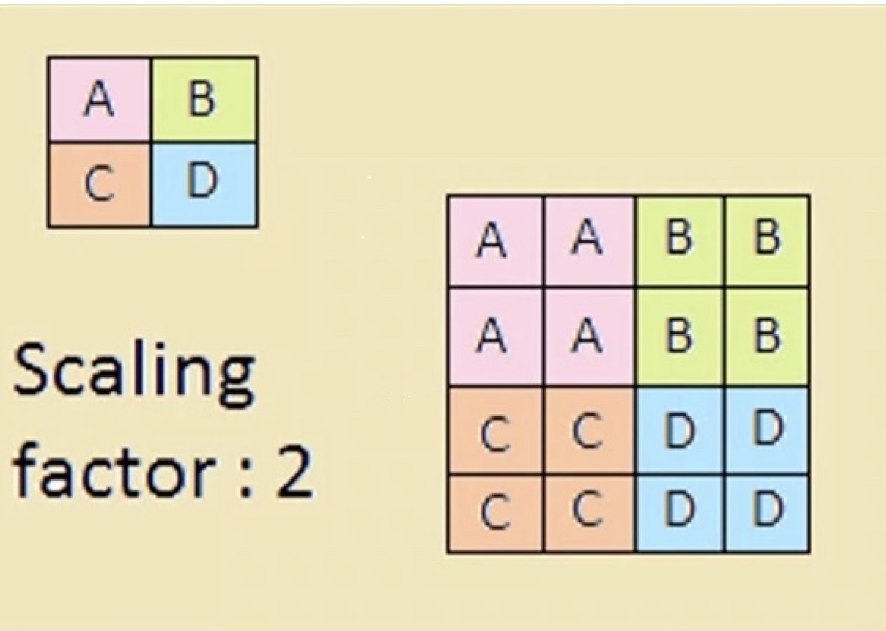 A B
C D
Scaling
factor : 2
A A B B
A A B B
C C D D
C C D D